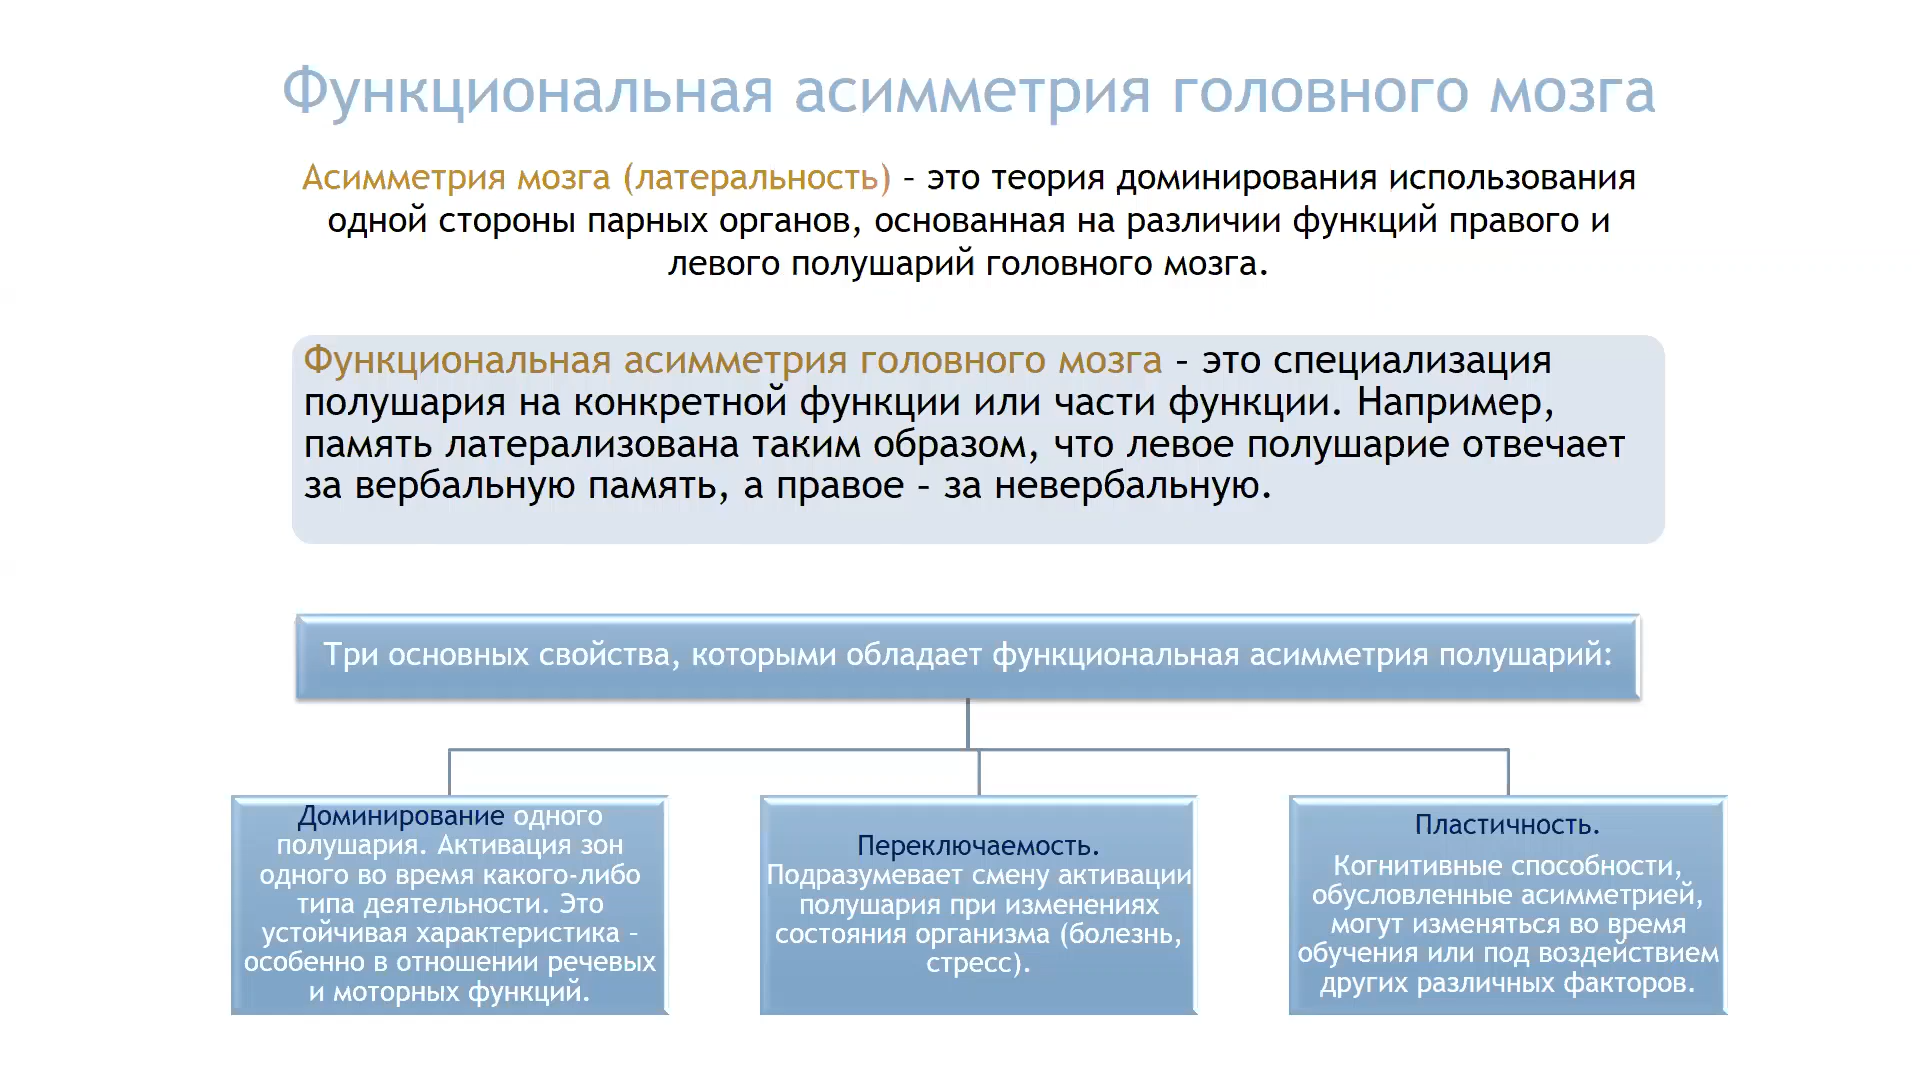 Функциональная асимметрия головного мозга
Асимметрия мозга (латеральность) – это теория доминирования использования
одной стороны парных органов, основанная на различии функций правого и
левого полушарий головного мозга.
Функциональная асимметрия головного мозга – это специализация
полушария на конкретной функции или части функции. Например,
память латерализована таким образом, что левое полушарие отвечает
за вербальную память, а правое – за невербальную.
Три основных свойства, которыми обладает функциональная асимметрия полушарий:
Доминирование одного
полушария. Активация зон
одного во время какого-либо
типа деятельности. Это
устойчивая характеристика –
особенно в отношении речевых
и моторных функций.
Переключаемость.
Подразумевает смену активации
полушария при изменениях
состояния организма (болезнь,
стресс).
Пластичность.
Когнитивные способности,
обусловленные асимметрией,
могут изменяться во время
обучения или под воздействием
других различных факторов.